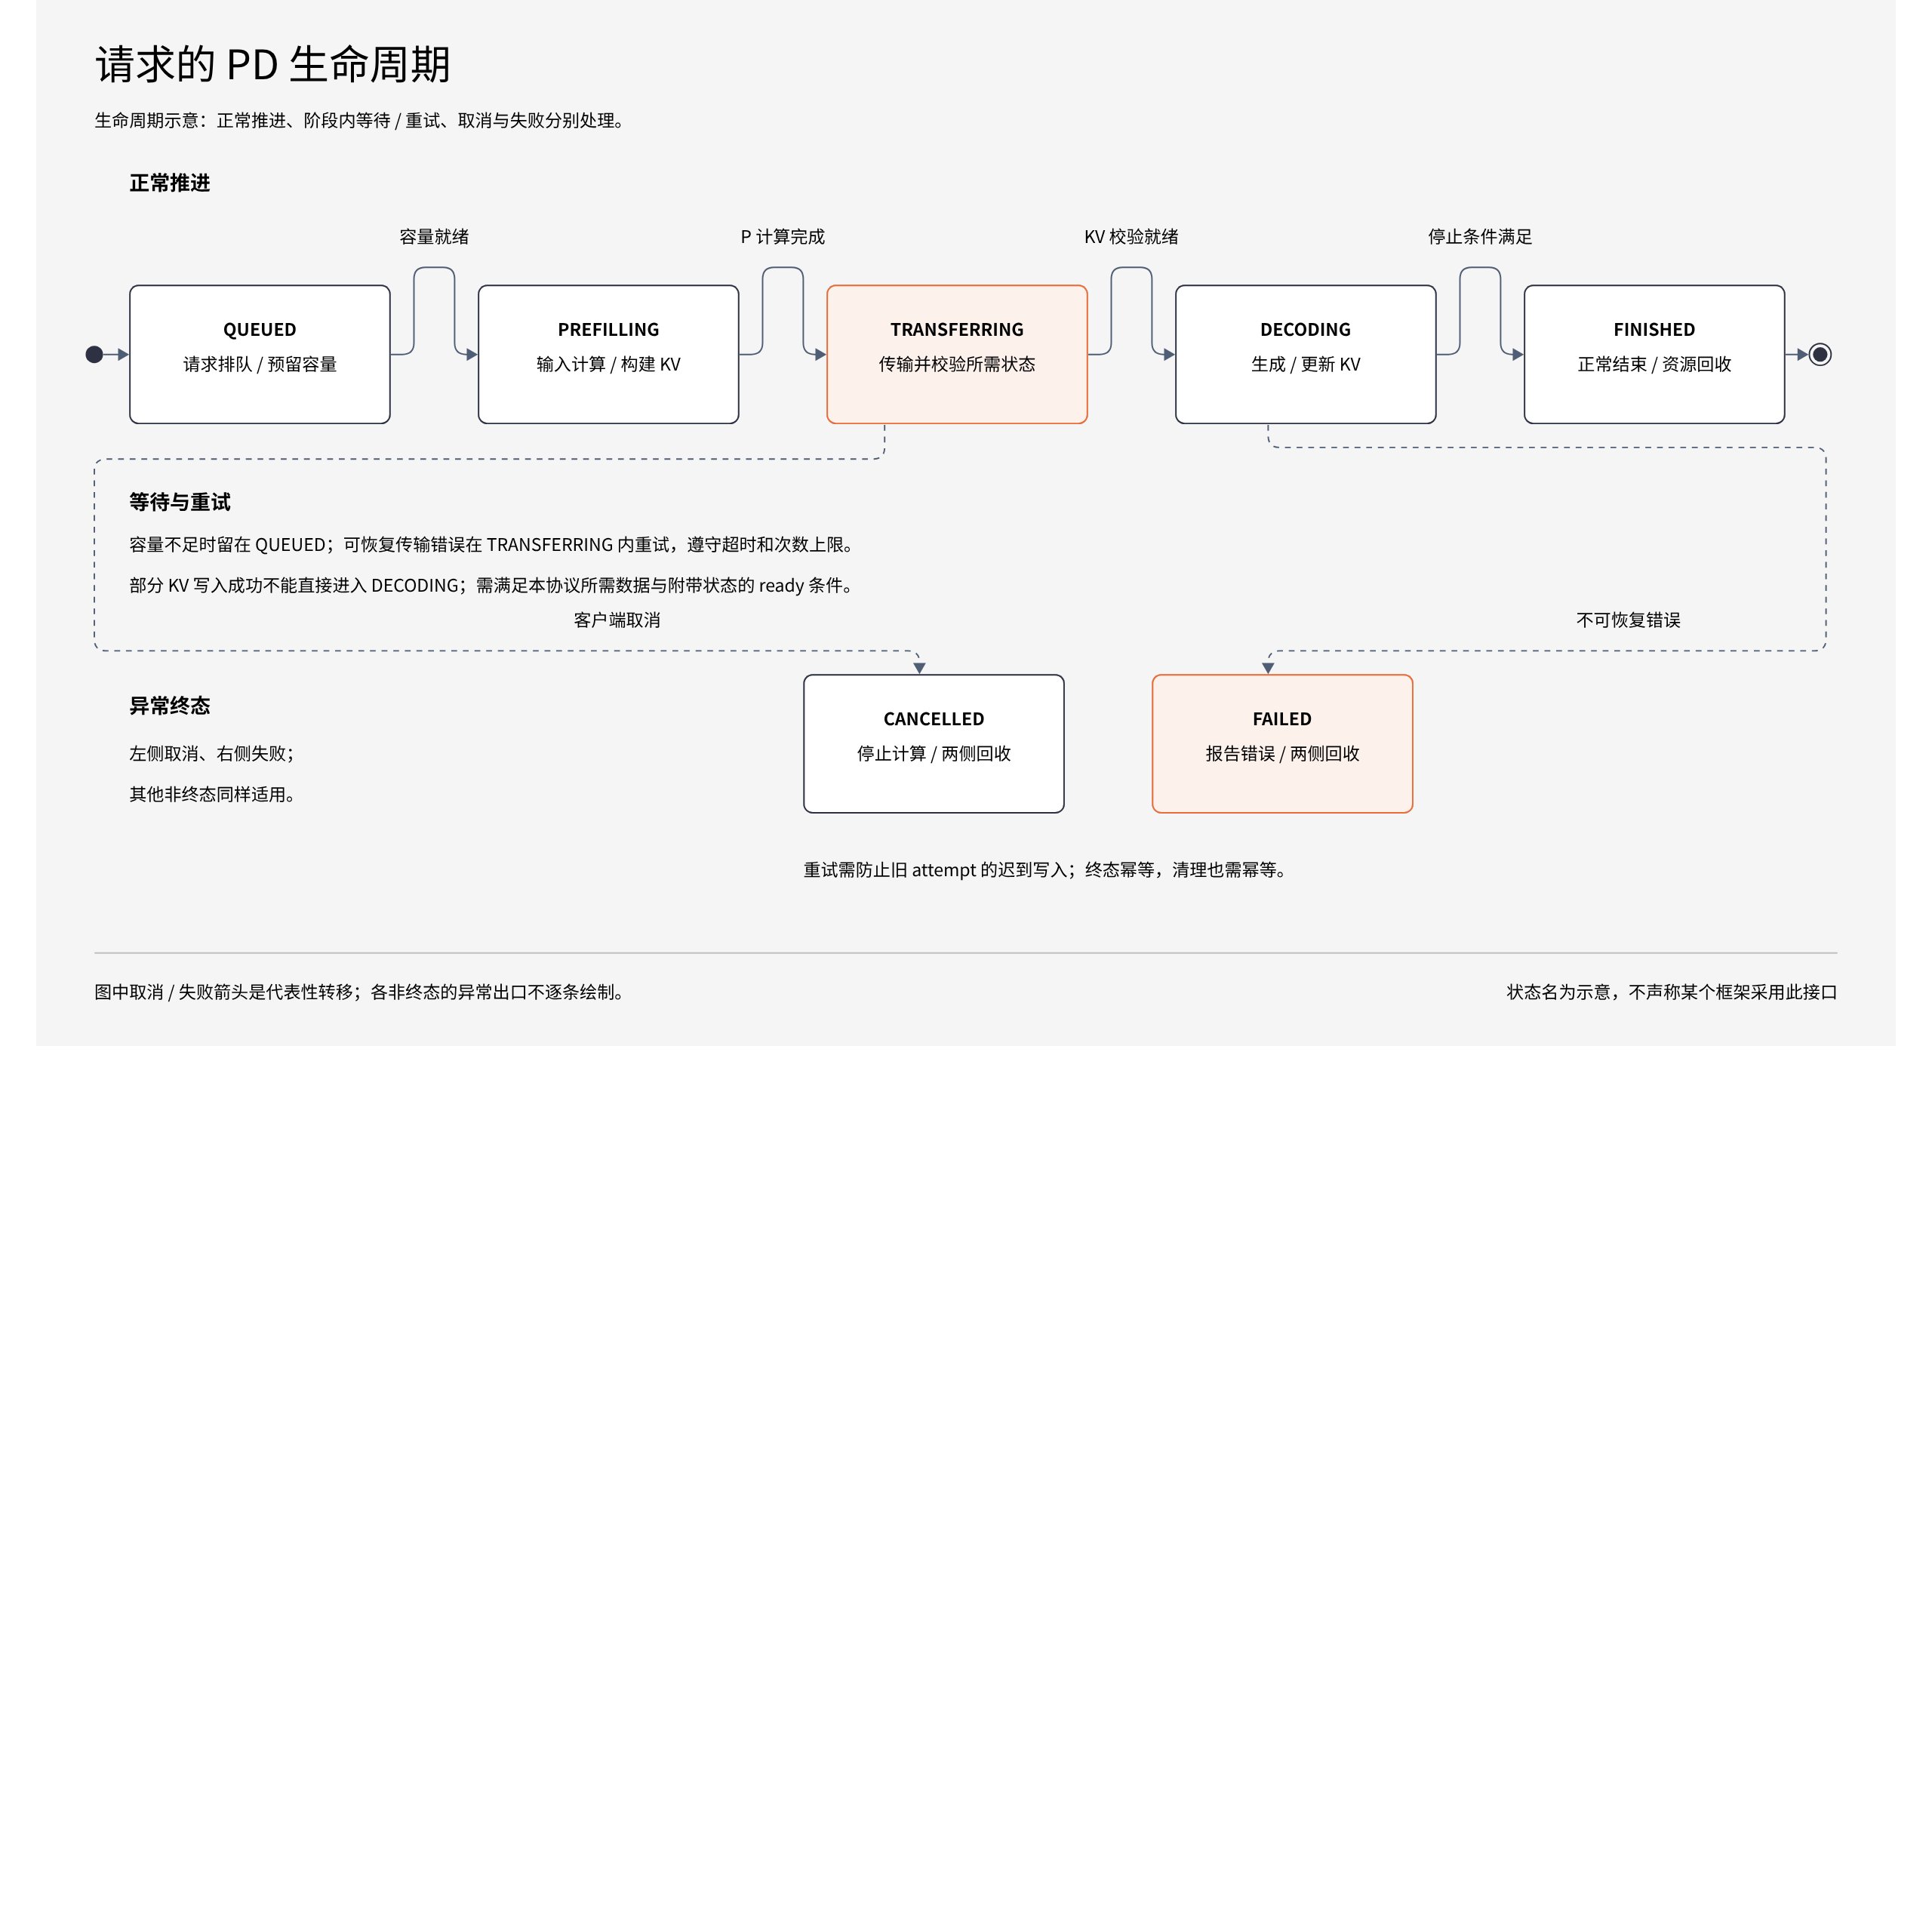 请求的 PD 生命周期
生命周期示意：正常推进、阶段内等待 / 重试、取消与失败分别处理。
正常推进
容量就绪
P 计算完成
KV 校验就绪
停止条件满足
QUEUED
请求排队 / 预留容量
PREFILLING
输入计算 / 构建 KV
TRANSFERRING
传输并校验所需状态
DECODING
生成 / 更新 KV
FINISHED
正常结束 / 资源回收
等待与重试
容量不足时留在 QUEUED；可恢复传输错误在 TRANSFERRING 内重试，遵守超时和次数上限。
部分 KV 写入成功不能直接进入 DECODING；需满足本协议所需数据与附带状态的 ready 条件。
客户端取消
不可恢复错误
异常终态
左侧取消、右侧失败；
其他非终态同样适用。
CANCELLED
停止计算 / 两侧回收
FAILED
报告错误 / 两侧回收
重试需防止旧 attempt 的迟到写入；终态幂等，清理也需幂等。
图中取消 / 失败箭头是代表性转移；各非终态的异常出口不逐条绘制。
状态名为示意，不声称某个框架采用此接口